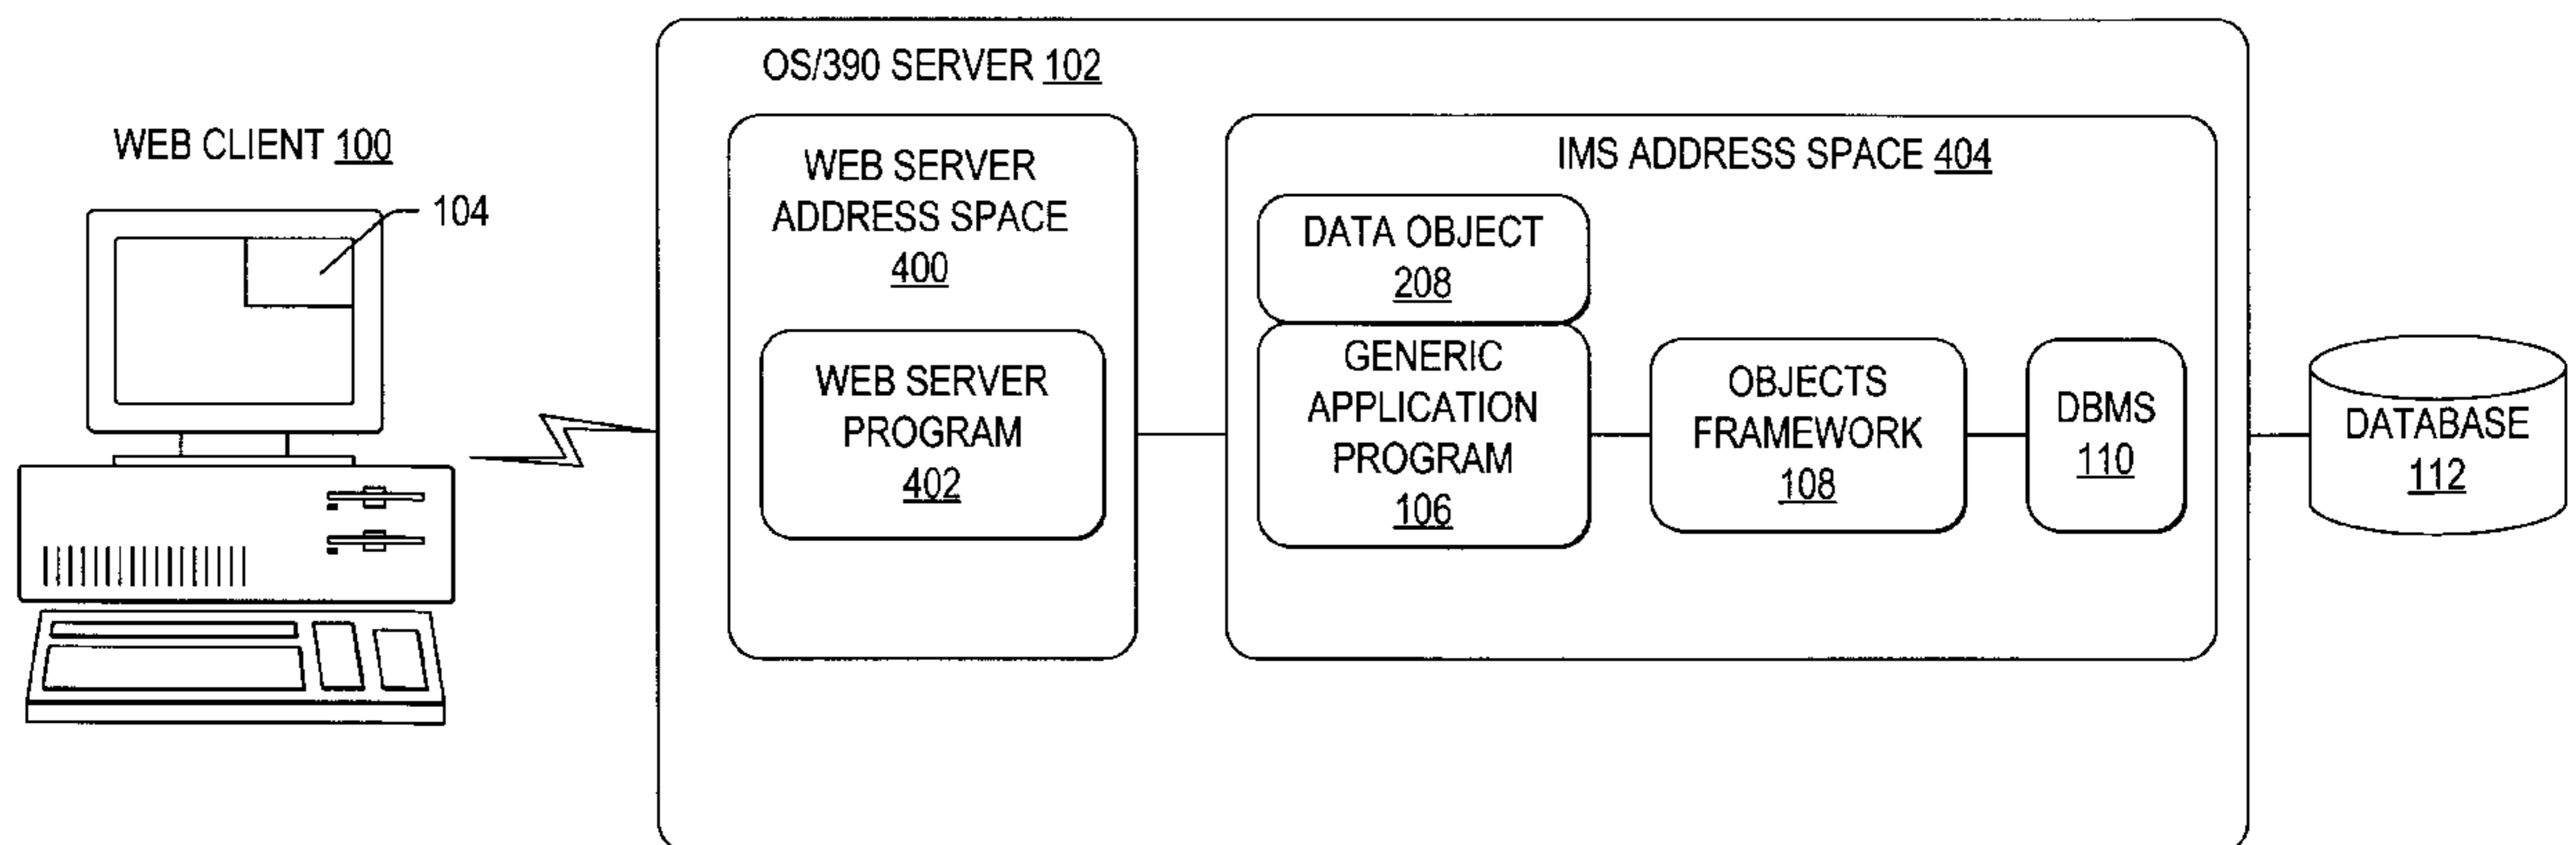 OS/390 SERVER 102
WEB CLIENT 100
104
WEB SERVER
ADDRESS SPACE
400
WEB SERVER
PROGRAM
402
IMS ADDRESS SPACE 404
DATA OBJECT
208
GENERIC
APPLICATION
PROGRAM
106
OBJECTS
FRAMEWORK
108
DBMS
110
DATABASE
112